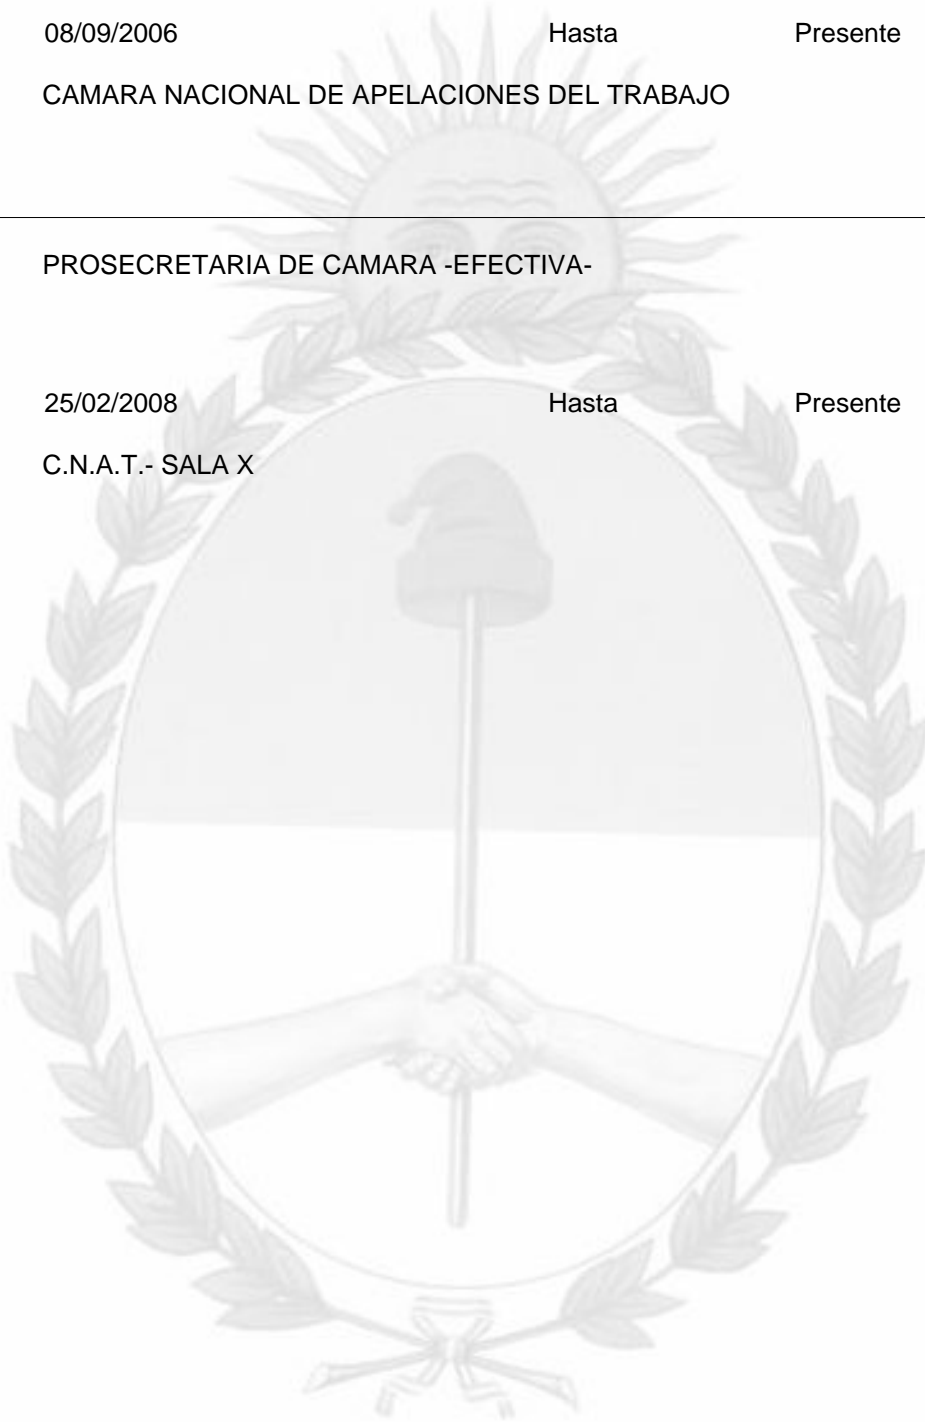 08/09/2006 Hasta Presente
CAMARA NACIONAL DE APELACIONES DEL TRABAJO
PROSECRETARIA DE CAMARA -EFECTIVA-
25/02/2008 Hasta Presente
C.N.A.T.- SALA X